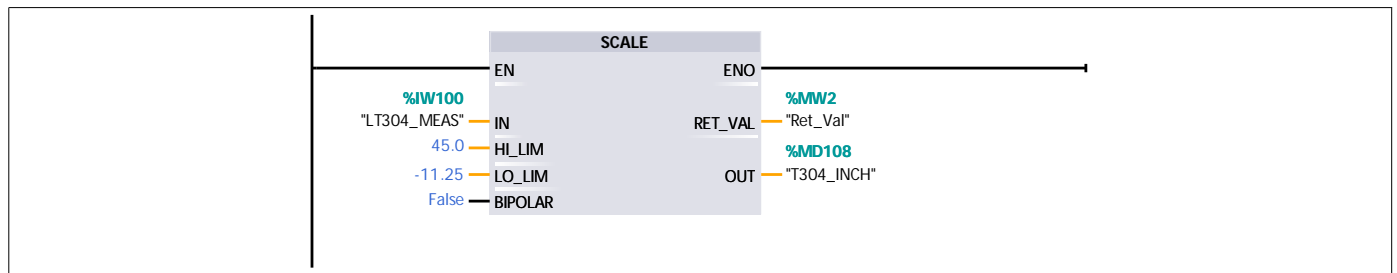 SCALE
EN ENO
%IW100 %MW2
"LT304_MEAS" IN RET_VAL "Ret_Val"
45.0 HI_LIM %MD108
-11.25 LO_LIM OUT "T304_INCH"
False BIPOLAR